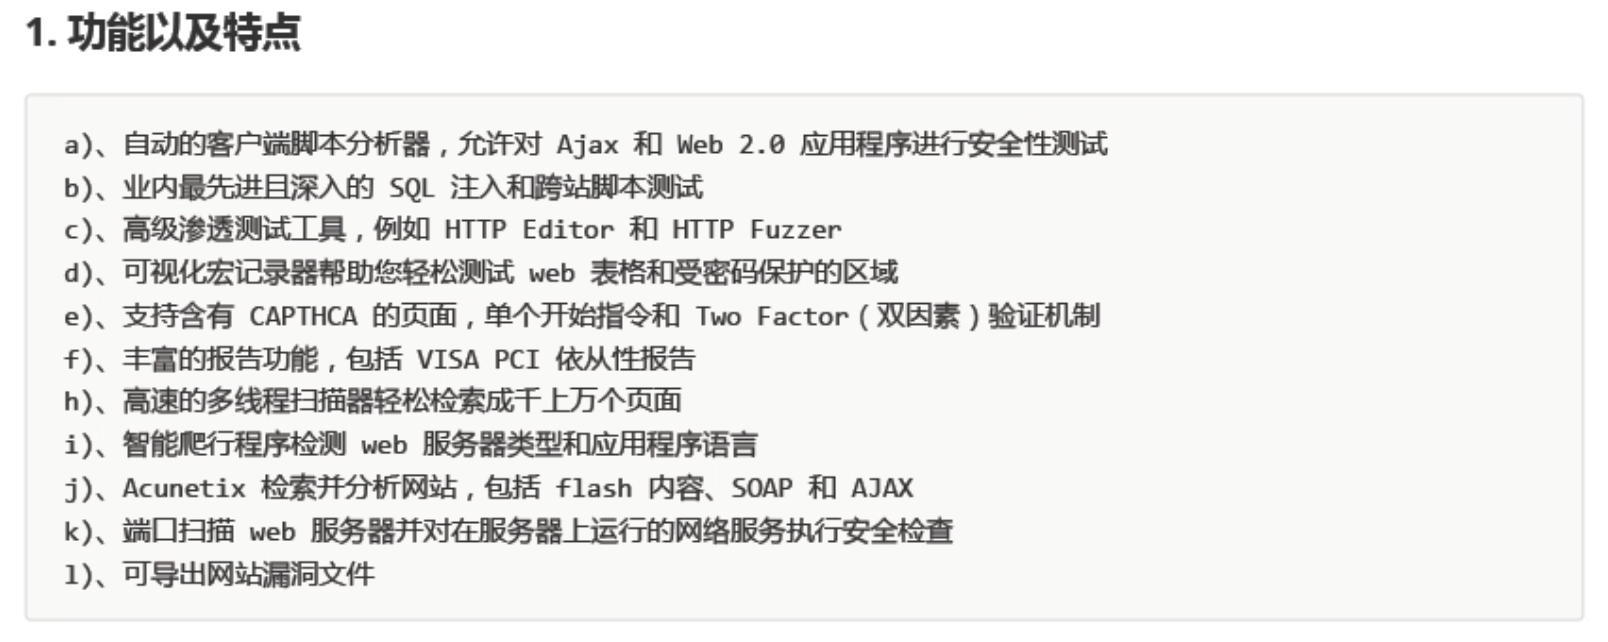 1. 功能以及特点
a)、自动的客户端脚本分析器，允许对 Ajax 和 Web 2.0 应用程序进行安全性测试
b)、业内最先进且深入的 SQL 注入和跨站脚本测试
c)、高级渗透测试工具，例如 HTTP Editor 和 HTTP Fuzzer
d)、可视化宏记录器帮助您轻松测试 web 表格和受密码保护的区域
e)、支持含有 CAPTHCA 的页面，单个开始指令和 Two Factor（双因素）验证机制
f)、丰富的报告功能，包括 VISA PCI 依从性报告
h)、高速的多线程扫描器轻松检索成千上万个页面
i)、智能爬行程序检测 web 服务器类型和应用程序语言
j)、Acunetix 检索并分析网站，包括 flash 内容、SOAP 和 AJAX
k)、端口扫描 web 服务器并对在服务器上运行的网络服务执行安全检查
l)、可导出网站漏洞文件